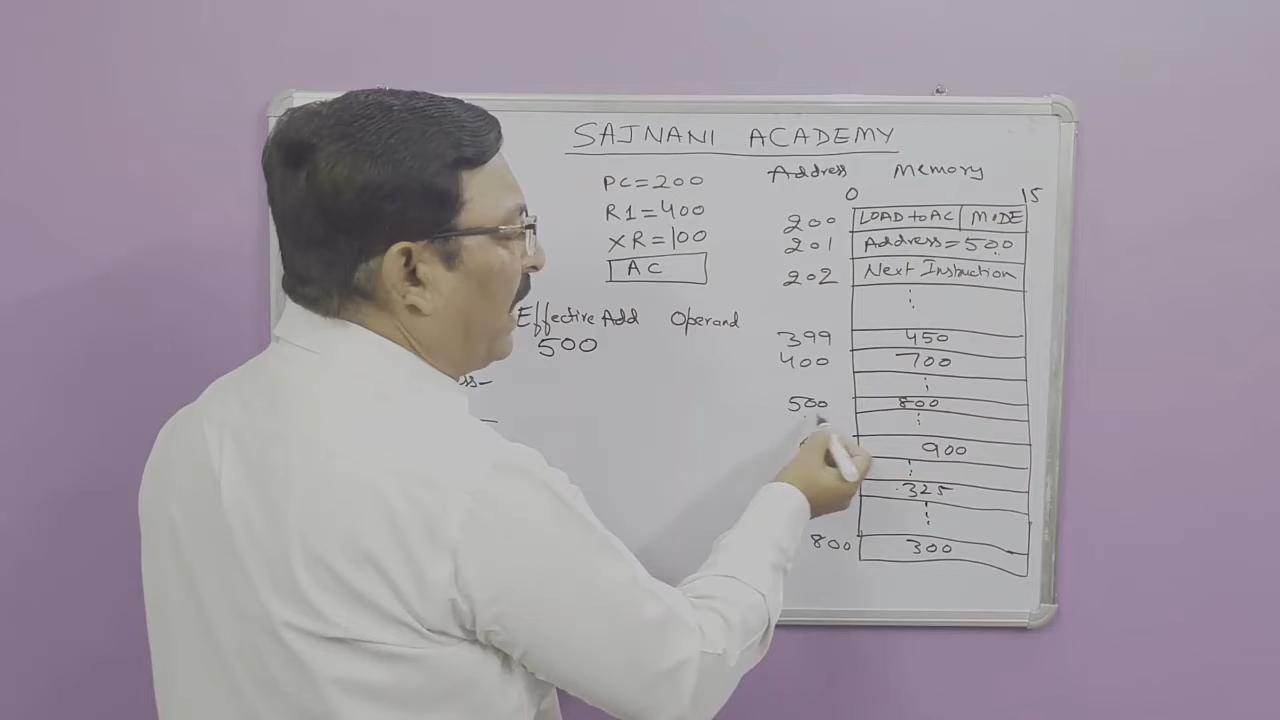 SAJNANI ACADEMY
PC=200
R1=400
XR=100
AC
Effective Add Operand
500
Address Memory
0 15
200 LOAD to AC MODE
201 Address=500
202 Next Instruction
399 450
400 700
500 800
900
325
800 300